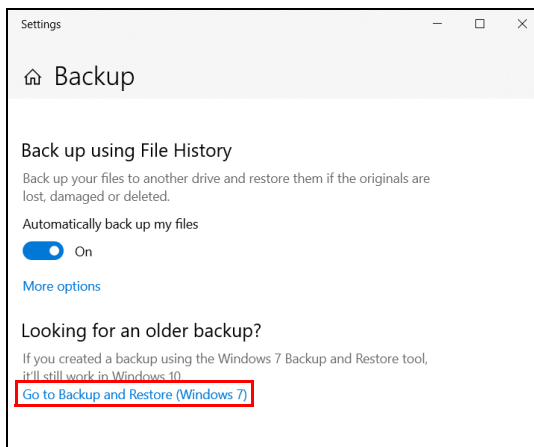 Settings
Backup
Back up using File History
Back up your files to another drive and restore them if the originals are
lost, damaged or deleted.
Automatically back up my files
On
More options
Looking for an older backup?
If you created a backup using the Windows 7 Backup and Restore tool,
it'll still work in Windows 10.
Go to Backup and Restore (Windows 7)